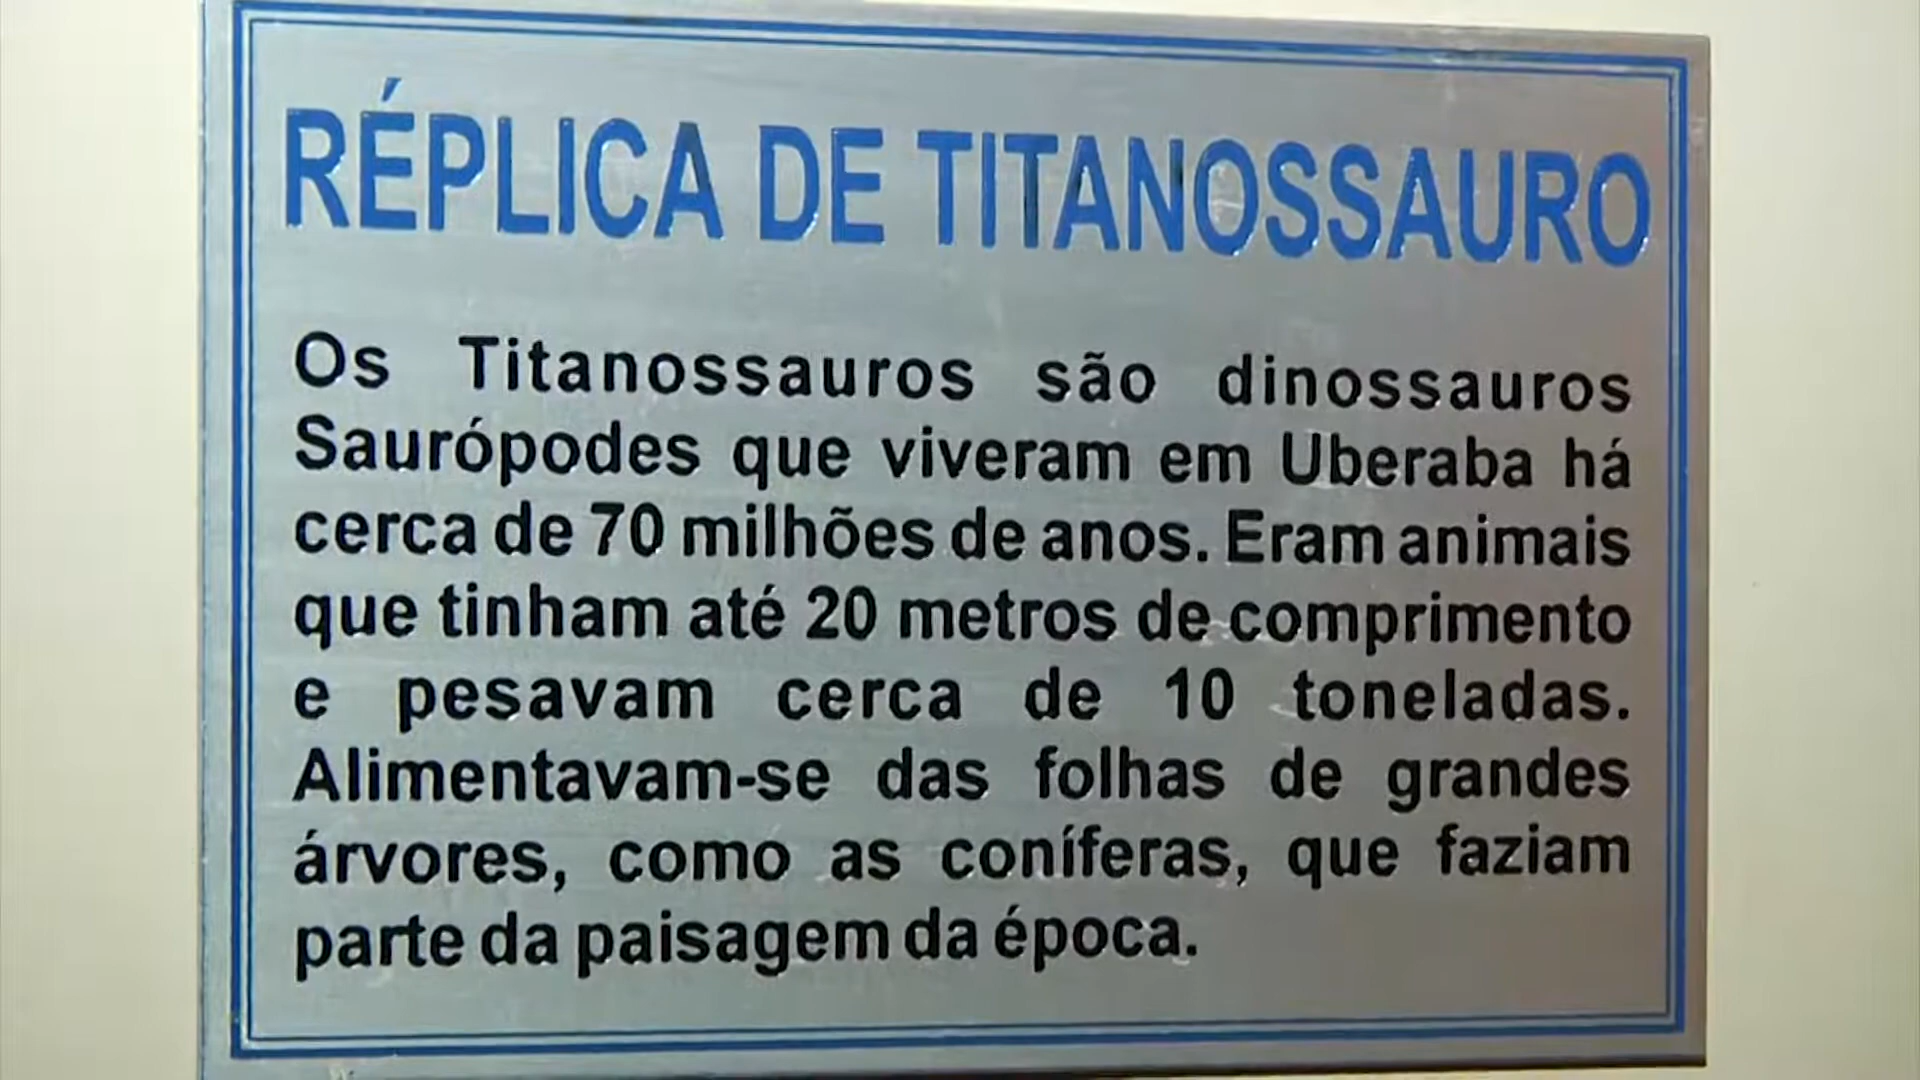 RÉPLICA DE TITANOSSAURO
Os Titanossauros são dinossauros
Saurópodes que viveram em Uberaba há
cerca de 70 milhões de anos. Eram animais
que tinham até 20 metros de comprimento
e pesavam cerca de 10 toneladas.
Alimentavam-se das folhas de grandes
árvores, como as coníferas, que faziam
parte da paisagem da época.